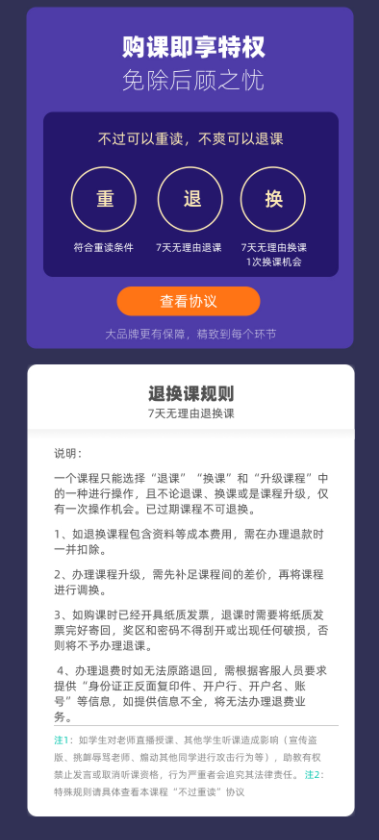 购课即享特权
免除后顾之忧
不过可以重读，不爽可以退课
重 退 换
符合重读条件 7天无理由退课 7天无理由换课
1次换课机会
查看协议
大品牌更有保障，精致到每个环节
退换课规则
7天无理由退换课
说明：
一个课程只能选择“退课”“换课”和“升级课程”中
的一种进行操作，且不论退课、换课或是课程升级，仅
有一次操作机会。已过期课程不可退换。
1、如退换课程包含资料等成本费用，需在办理退款时
一并扣除。
2、办理课程升级，需先补足课程间的差价，再将课程
进行调换。
3、如购课时已经开具纸质发票，退课时需要将纸质发
票完好寄回，奖区和密码不得刮开或出现任何破损，否
则将不予办理退课。
4、办理退费时如无法原路退回，需根据客服人员要求
提供“身份证正反面复印件、开户行、开户名、账
号”等信息，如提供信息不全，将无法办理退费业
务。
注1：如学生对老师直播授课、其他学生听课造成影响（宣传盗
版、挑衅辱骂老师、煽动其他同学进行攻击行为等），助教有权
禁止发言或取消听课资格，行为严重者会追究其法律责任。 注2：
特殊规则请具体查看本课程“不过重读”协议